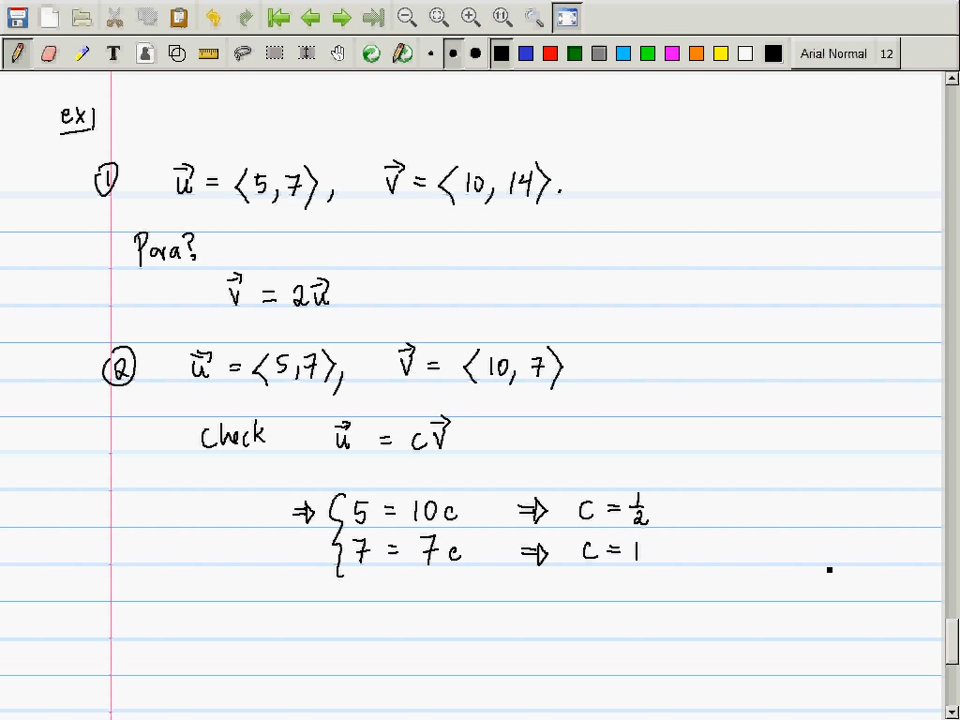 Arial Normal 12
ex)
① u⃗ = ⟨5, 7⟩, v⃗ = ⟨10, 14⟩.
Para?
v⃗ = 2u⃗
② u⃗ = ⟨5, 7⟩, v⃗ = ⟨10, 7⟩
Check u⃗ = cv⃗
⇒ { 5 = 10c ⇒ c = 1/2
7 = 7c ⇒ c = 1